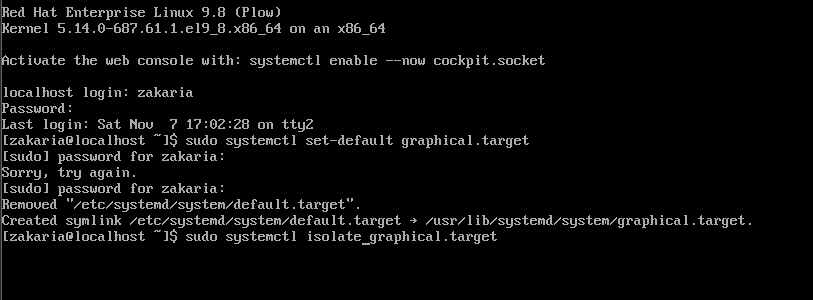 Red Hat Enterprise Linux 9.8 (Plow)
Kernel 5.14.0-687.61.1.el9_8.x86_64 on an x86_64
Activate the web console with: systemctl enable --now cockpit.socket
localhost login: zakaria
Password:
Last login: Sat Nov  7 17:02:28 on tty2
[zakaria@localhost ~]$ sudo systemctl set-default graphical.target
[sudo] password for zakaria:
Sorry, try again.
[sudo] password for zakaria:
Removed "/etc/systemd/system/default.target".
Created symlink /etc/systemd/system/default.target → /usr/lib/systemd/system/graphical.target.
[zakaria@localhost ~]$ sudo systemctl isolate_graphical.target